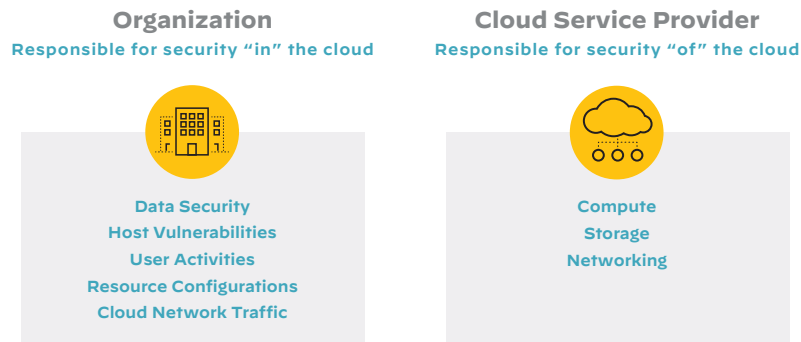 Organization
Responsible for security “in” the cloud
Data Security
Host Vulnerabilities
User Activities
Resource Configurations
Cloud Network Traffic
Cloud Service Provider
Responsible for security “of” the cloud
Compute
Storage
Networking